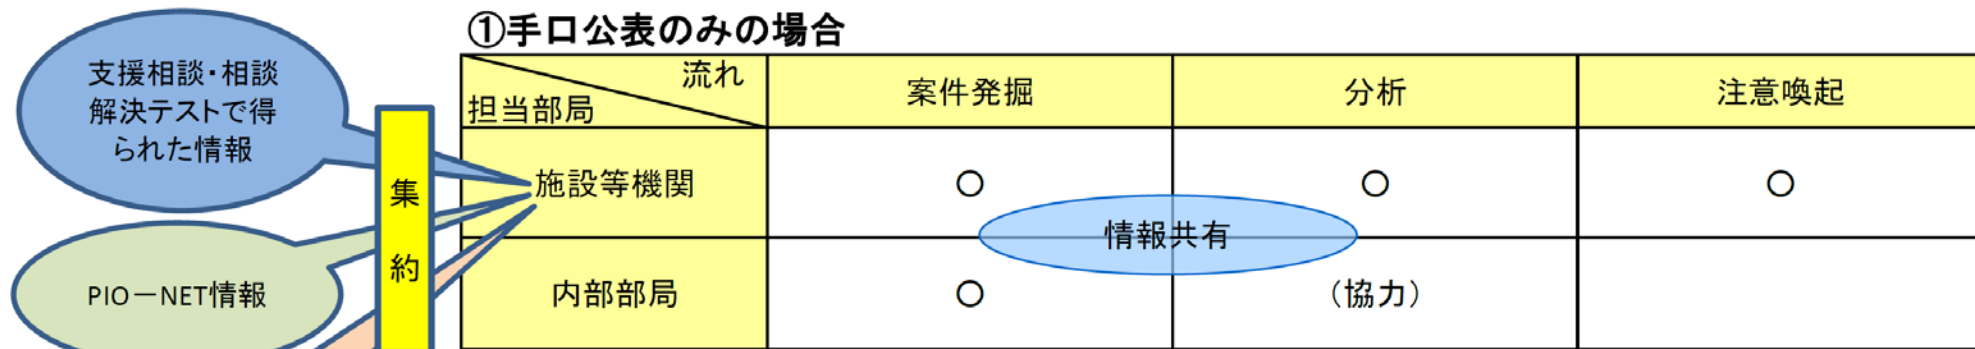 ①手口公表のみの場合
支援相談・相談
解決テストで得
られた情報
集
約
PIO－NET情報
流れ
担当部局
案件発掘
分析
注意喚起
施設等機関
○
○
○
情報共有
内部部局
○
（協力）